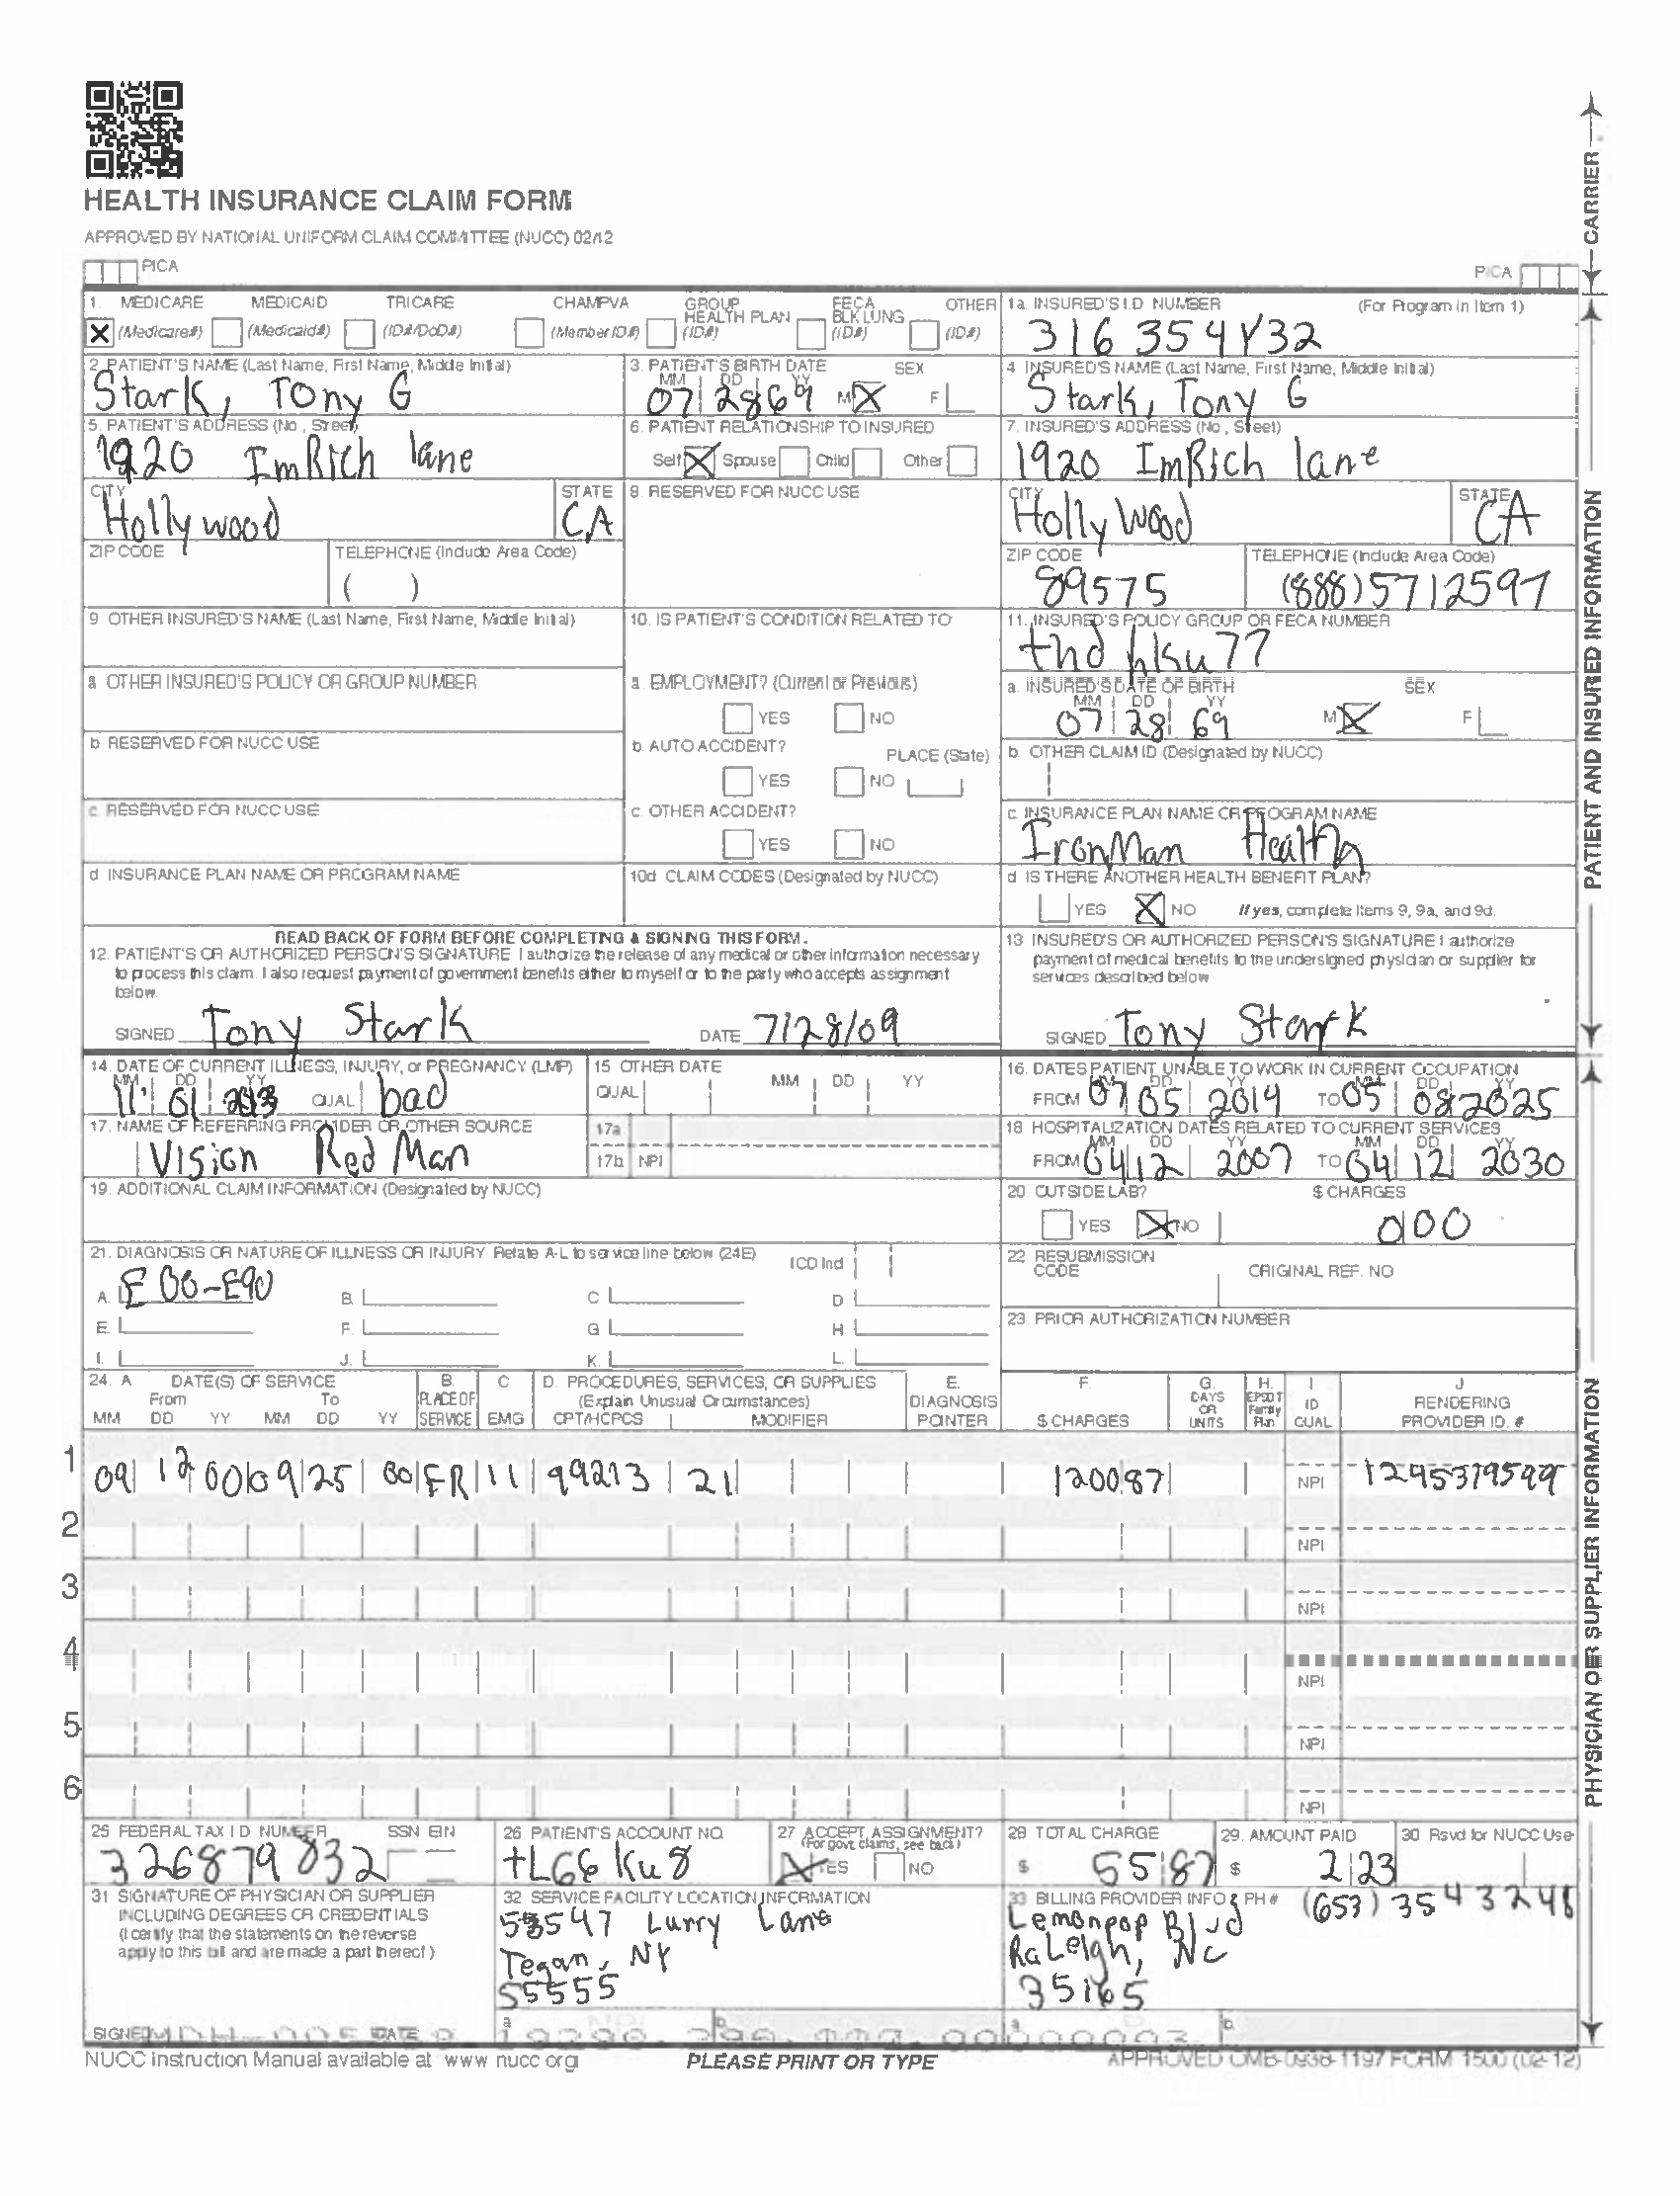 HEALTH INSURANCE CLAIM FORM
APPROVED BY NATIONAL UNIFORM CLAIM COMMITTEE (NUCC) 02/12
PICA
PICA
CARRIER
1. MEDICARE MEDICAID TRICARE CHAMPVA GROUP HEALTH PLAN FECA BLK LUNG OTHER
X (Medicare#) (Medicaid#) (ID#/DoD#) (Member ID#) (ID#) (ID#) (ID#)
1a. INSURED'S I.D. NUMBER (For Program in Item 1)
316 354Y32
2. PATIENT'S NAME (Last Name, First Name, Middle Initial)
Stark, Tony G
3. PATIENT'S BIRTH DATE SEX
MM DD YY
07 28 69 M X F
4. INSURED'S NAME (Last Name, First Name, Middle Initial)
Stark, Tony G
5. PATIENT'S ADDRESS (No., Street)
1920 ImRich lane
6. PATIENT RELATIONSHIP TO INSURED
Self X Spouse Child Other
7. INSURED'S ADDRESS (No., Street)
1920 ImRich lane
CITY STATE
Hollywood CA
8. RESERVED FOR NUCC USE
CITY STATE
HollyWood CA
ZIP CODE TELEPHONE (Include Area Code)
( )
ZIP CODE TELEPHONE (Include Area Code)
89575 (888) 5712597
9. OTHER INSURED'S NAME (Last Name, First Name, Middle Initial)
10. IS PATIENT'S CONDITION RELATED TO
11. INSURED'S POLICY GROUP OR FECA NUMBER
thd hksu77
a. OTHER INSURED'S POLICY OR GROUP NUMBER
a. EMPLOYMENT? (Current or Previous)
YES NO
a. INSURED'S DATE OF BIRTH SEX
MM DD YY
07 28 69 M X F
b. RESERVED FOR NUCC USE
b. AUTO ACCIDENT? PLACE (State)
YES NO
b. OTHER CLAIM ID (Designated by NUCC)
c. RESERVED FOR NUCC USE
c. OTHER ACCIDENT?
YES NO
c. INSURANCE PLAN NAME OR PROGRAM NAME
IronMan Health
d. INSURANCE PLAN NAME OR PROGRAM NAME
10d. CLAIM CODES (Designated by NUCC)
d. IS THERE ANOTHER HEALTH BENEFIT PLAN?
YES X NO If yes, complete items 9, 9a, and 9d.
PATIENT AND INSURED INFORMATION
READ BACK OF FORM BEFORE COMPLETING & SIGNING THIS FORM.
12. PATIENT'S OR AUTHORIZED PERSON'S SIGNATURE I authorize the release of any medical or other information necessary
to process this claim. I also request payment of government benefits either to myself or to the party who accepts assignment
below.
SIGNED Tony Stark DATE 7/28/09
13. INSURED'S OR AUTHORIZED PERSON'S SIGNATURE I authorize
payment of medical benefits to the undersigned physician or supplier for
services described below.
SIGNED Tony Stark
14. DATE OF CURRENT ILLNESS, INJURY, or PREGNANCY (LMP)
MM DD YY
11 01 2013 QUAL. bad
15. OTHER DATE
QUAL. MM DD YY
16. DATES PATIENT UNABLE TO WORK IN CURRENT OCCUPATION
MM DD YY MM DD YY
FROM 07 05 2019 TO 05 08 2025
17. NAME OF REFERRING PROVIDER OR OTHER SOURCE
Vision Red Man
17a.
17b. NPI
18. HOSPITALIZATION DATES RELATED TO CURRENT SERVICES
MM DD YY MM DD YY
FROM 04 12 2007 TO 04 12 2030
19. ADDITIONAL CLAIM INFORMATION (Designated by NUCC)
20. OUTSIDE LAB? $ CHARGES
YES X NO 000
21. DIAGNOSIS OR NATURE OF ILLNESS OR INJURY Relate A-L to service line below (24E) ICD Ind.
A. E00-E90 B. C. D.
E. F. G. H.
I. J. K. L.
22. RESUBMISSION CODE ORIGINAL REF. NO.
23. PRIOR AUTHORIZATION NUMBER
24. A. DATE(S) OF SERVICE B. C. D. PROCEDURES, SERVICES, OR SUPPLIES E. F. G. H. I. J.
From To PLACE OF (Explain Unusual Circumstances) DIAGNOSIS DAYS OR EPSDT Family ID RENDERING
MM DD YY MM DD YY SERVICE EMG CPT/HCPCS MODIFIER POINTER $ CHARGES UNITS Plan QUAL. PROVIDER ID. #
1 09 12 00 09 25 00 ER 11 99213 21 1200 87 NPI 1295379599
2 NPI
3 NPI
4 NPI
5 NPI
6 NPI
PHYSICIAN OR SUPPLIER INFORMATION
25. FEDERAL TAX I.D. NUMBER SSN EIN
326879832
26. PATIENT'S ACCOUNT NO.
tLG6Ku8
27. ACCEPT ASSIGNMENT?
(For govt. claims, see back)
X YES NO
28. TOTAL CHARGE
$ 55 87
29. AMOUNT PAID
$ 2 23
30. Rsvd for NUCC Use
31. SIGNATURE OF PHYSICIAN OR SUPPLIER
INCLUDING DEGREES OR CREDENTIALS
(I certify that the statements on the reverse
apply to this bill and are made a part thereof.)
SIGNED DATE
32. SERVICE FACILITY LOCATION INFORMATION
53547 Lurry Lane
Tegan, NY
55555
a. b.
33. BILLING PROVIDER INFO & PH # (653) 3543248
Lemonpop Blvd
RaLeigh, Nc
35165
a. b.
NUCC Instruction Manual available at: www.nucc.org
PLEASE PRINT OR TYPE
APPROVED OMB-0938-1197 FORM 1500 (02-12)